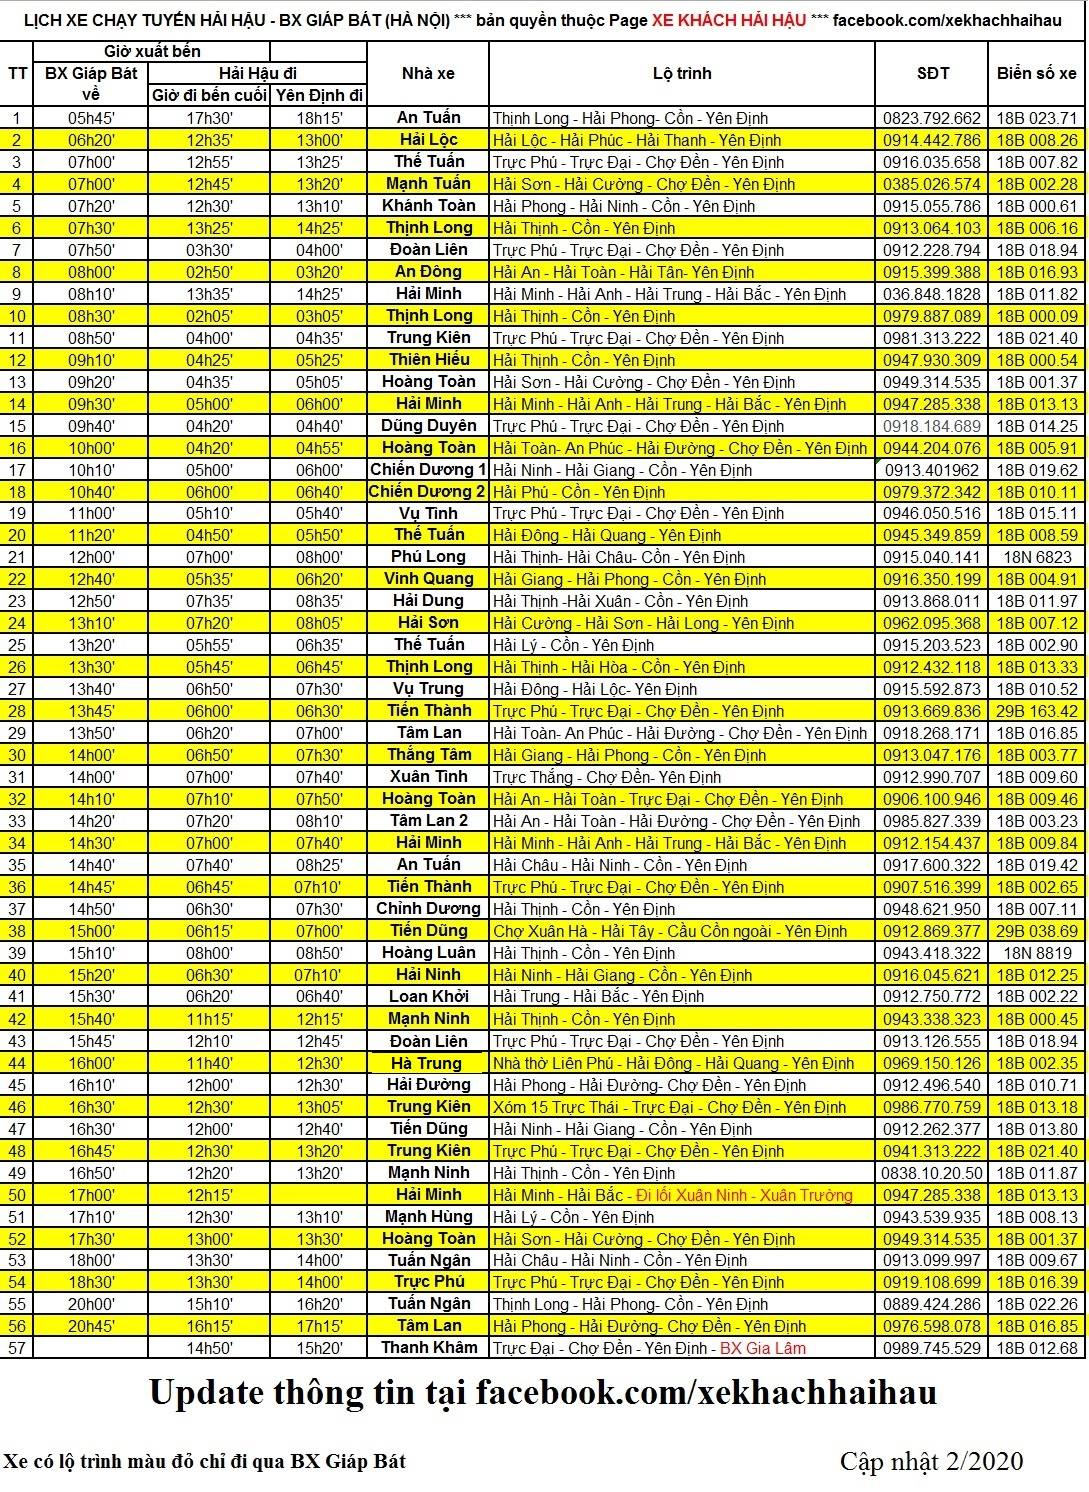 LỊCH XE CHẠY TUYẾN HẢI HẬU - BX GIÁP BÁT (HÀ NỘI) *** bản quyền thuộc Page XE KHÁCH HẢI HẬU *** facebook.com/xekhachhaihau
TT Giờ xuất bến Nhà xe Lộ trình SĐT Biển số xe
BX Giáp Bát về Hải Hậu đi
Giờ đi bến cuối Yên Định đi
1 05h45' 17h30' 18h15' An Tuấn Thịnh Long - Hải Phong- Cồn - Yên Định 0823.792.662 18B 023.71
2 06h20' 12h35' 13h00' Hải Lộc Hải Lộc - Hải Phúc - Hải Thanh - Yên Định 0914.442.786 18B 008.26
3 07h00' 12h55' 13h25' Thế Tuấn Trực Phú - Trực Đại - Chợ Đền - Yên Định 0916.035.658 18B 007.82
4 07h00' 12h45' 13h20' Mạnh Tuấn Hải Sơn - Hải Cường - Chợ Đền - Yên Định 0385.026.574 18B 002.28
5 07h20' 12h30' 13h10' Khánh Toàn Hải Phong - Hải Ninh - Cồn - Yên Định 0915.055.786 18B 000.61
6 07h30' 13h25' 14h25' Thịnh Long Hải Thịnh - Cồn - Yên Định 0913.064.103 18B 006.16
7 07h50' 03h30' 04h00' Đoàn Liên Trực Phú - Trực Đại - Chợ Đền - Yên Định 0912.228.794 18B 018.94
8 08h00' 02h50' 03h20' An Đông Hải An - Hải Toàn - Hải Tân- Yên Định 0915.399.388 18B 016.93
9 08h10' 13h35' 14h25' Hải Minh Hải Minh - Hải Anh - Hải Trung - Hải Bắc - Yên Định 036.848.1828 18B 011.82
10 08h30' 02h05' 03h05' Thịnh Long Hải Thịnh - Cồn - Yên Định 0979.887.089 18B 000.09
11 08h50' 04h00' 04h35' Trung Kiên Trực Phú - Trực Đại - Chợ Đền - Yên Định 0981.313.222 18B 021.40
12 09h10' 04h25' 05h25' Thiên Hiếu Hải Thịnh - Cồn - Yên Định 0947.930.309 18B 000.54
13 09h20' 04h35' 05h05' Hoàng Toàn Hải Sơn - Hải Cường - Chợ Đền - Yên Định 0949.314.535 18B 001.37
14 09h30' 05h00' 06h00' Hải Minh Hải Minh - Hải Anh - Hải Trung - Hải Bắc - Yên Định 0947.285.338 18B 013.13
15 09h40' 04h20' 04h40' Dũng Duyên Trực Phú - Trực Đại - Chợ Đền - Yên Định 0918.184.689 18B 014.25
16 10h00' 04h20' 04h55' Hoàng Toàn Hải Toàn- An Phúc - Hải Đường - Chợ Đền - Yên Định 0944.204.076 18B 005.91
17 10h10' 05h00' 06h00' Chiến Dương 1 Hải Ninh - Hải Giang - Cồn - Yên Định 0913.401962 18B 019.62
18 10h40' 06h00' 06h40' Chiến Dương 2 Hải Phú - Cồn - Yên Định 0979.372.342 18B 010.11
19 11h00' 05h10' 05h40' Vụ Tình Trực Phú - Trực Đại - Chợ Đền - Yên Định 0946.050.516 18B 015.11
20 11h20' 04h50' 05h50' Thế Tuấn Hải Đông - Hải Quang - Yên Định 0945.349.859 18B 008.59
21 12h00' 07h00' 08h00' Phú Long Hải Thịnh- Hải Châu- Cồn - Yên Định 0915.040.141 18N 6823
22 12h40' 05h35' 06h20' Vinh Quang Hải Giang - Hải Phong - Cồn - Yên Định 0916.350.199 18B 004.91
23 12h50' 07h35' 08h35' Hải Dung Hải Thịnh -Hải Xuân - Cồn - Yên Định 0913.868.011 18B 011.97
24 13h10' 07h20' 08h05' Hải Sơn Hải Cường - Hải Sơn - Hải Long - Yên Định 0962.095.368 18B 007.12
25 13h20' 05h55' 06h35' Thế Tuấn Hải Lý - Cồn - Yên Định 0915.203.523 18B 002.90
26 13h30' 05h45' 06h45' Thịnh Long Hải Thịnh - Hải Hòa - Cồn - Yên Định 0912.432.118 18B 013.33
27 13h40' 06h50' 07h30' Vụ Trung Hải Đông - Hải Lộc- Yên Định 0915.592.873 18B 010.52
28 13h45' 06h00' 06h30' Tiến Thành Trực Phú - Trực Đại - Chợ Đền - Yên Định 0913.669.836 29B 163.42
29 13h50' 06h20' 07h00' Tâm Lan Hải Toàn- An Phúc - Hải Đường - Chợ Đền - Yên Định 0918.268.171 18B 016.85
30 14h00' 06h50' 07h30' Thắng Tâm Hải Giang - Hải Phong - Cồn - Yên Định 0913.047.176 18B 003.77
31 14h00' 07h00' 07h40' Xuân Tình Trực Thắng - Chợ Đền- Yên Định 0912.990.707 18B 009.60
32 14h10' 07h10' 07h50' Hoàng Toàn Hải An - Hải Toàn - Trực Đại - Chợ Đền - Yên Định 0906.100.946 18B 009.46
33 14h20' 07h20' 08h10' Tâm Lan 2 Hải An - Hải Toàn - Hải Đường - Chợ Đền - Yên Định 0985.827.339 18B 003.23
34 14h30' 07h00' 07h40' Hải Minh Hải Minh - Hải Anh - Hải Trung - Hải Bắc - Yên Định 0912.154.437 18B 009.84
35 14h40' 07h40' 08h25' An Tuấn Hải Châu - Hải Ninh - Cồn - Yên Định 0917.600.322 18B 019.42
36 14h45' 06h45' 07h10' Tiến Thành Trực Phú - Trực Đại - Chợ Đền - Yên Định 0907.516.399 18B 002.65
37 14h50' 06h30' 07h30' Chỉnh Dương Hải Thịnh - Cồn - Yên Định 0948.621.950 18B 007.11
38 15h00' 06h15' 07h00' Tiến Dũng Chợ Xuân Hà - Hải Tây - Cầu Cồn ngoài - Yên Định 0912.869.377 29B 038.69
39 15h10' 08h00' 08h50' Hoàng Luân Hải Thịnh - Cồn - Yên Định 0943.418.322 18N 8819
40 15h20' 06h30' 07h10' Hải Ninh Hải Ninh - Hải Giang - Cồn - Yên Định 0916.045.621 18B 012.25
41 15h30' 06h20' 06h40' Loan Khởi Hải Trung - Hải Bắc - Yên Định 0912.750.772 18B 002.22
42 15h40' 11h15' 12h15' Mạnh Ninh Hải Thịnh - Cồn - Yên Định 0943.338.323 18B 000.45
43 15h45' 12h10' 12h45' Đoàn Liên Trực Phú - Trực Đại - Chợ Đền - Yên Định 0913.126.555 18B 018.94
44 16h00' 11h40' 12h30' Hà Trung Nhà thờ Liên Phú - Hải Đông - Hải Quang - Yên Định 0969.150.126 18B 002.35
45 16h10' 12h00' 12h30' Hải Đường Hải Phong - Hải Đường- Chợ Đền - Yên Định 0912.496.540 18B 010.71
46 16h30' 12h30' 13h05' Trung Kiên Xóm 15 Trực Thái - Trực Đại - Chợ Đền - Yên Định 0986.770.759 18B 013.18
47 16h30' 12h00' 12h40' Tiến Dũng Hải Ninh - Hải Giang - Cồn - Yên Định 0912.262.377 18B 013.80
48 16h45' 12h30' 13h20' Trung Kiên Trực Phú - Trực Đại - Chợ Đền - Yên Định 0941.313.222 18B 021.40
49 16h50' 12h20' 13h20' Mạnh Ninh Hải Thịnh - Cồn - Yên Định 0838.10.20.50 18B 011.87
50 17h00' 12h15' Hải Minh Hải Minh - Hải Bắc - Đi lối Xuân Ninh - Xuân Trường 0947.285.338 18B 013.13
51 17h10' 12h30' 13h10' Mạnh Hùng Hải Lý - Cồn - Yên Định 0943.539.935 18B 008.13
52 17h30' 13h00' 13h30' Hoàng Toàn Hải Sơn - Hải Cường - Chợ Đền - Yên Định 0949.314.535 18B 001.37
53 18h00' 13h30' 14h00' Tuấn Ngân Hải Châu - Hải Ninh - Cồn - Yên Định 0913.099.997 18B 009.67
54 18h30' 13h30' 14h00' Trực Phú Trực Phú - Trực Đại - Chợ Đền - Yên Định 0919.108.699 18B 016.39
55 20h00' 15h10' 16h20' Tuấn Ngân Thịnh Long - Hải Phong- Cồn - Yên Định 0889.424.286 18B 022.26
56 20h45' 16h15' 17h15' Tâm Lan Hải Phong - Hải Đường- Chợ Đền - Yên Định 0976.598.078 18B 016.85
57 14h50' 15h20' Thanh Khâm Trực Đại - Chợ Đền - Yên Định - BX Gia Lâm 0989.745.529 18B 012.68
Update thông tin tại facebook.com/xekhachhaihau
Xe có lộ trình màu đỏ chỉ đi qua BX Giáp Bát
Cập nhật 2/2020